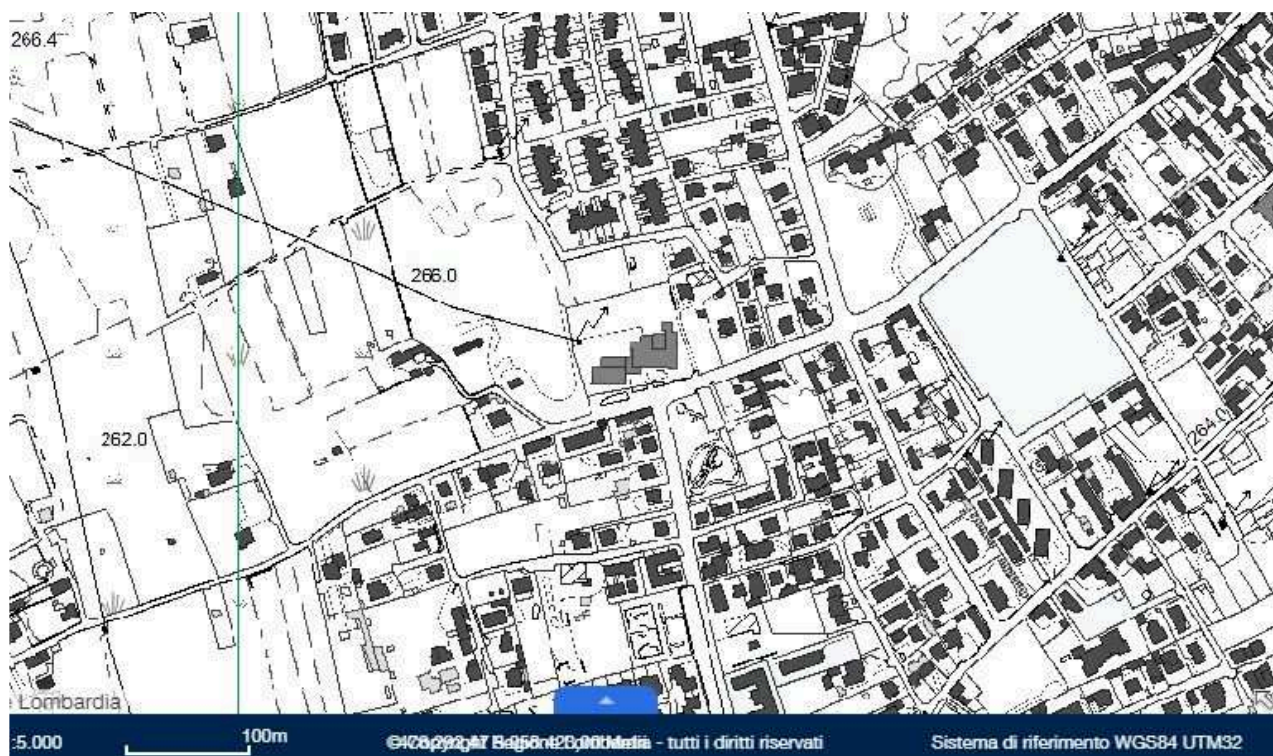 266.4
266.0
262.0
264.0
Lombardia
:5.000
100m
- tutti i diritti riservati
Sistema di riferimento WGS84 UTM32